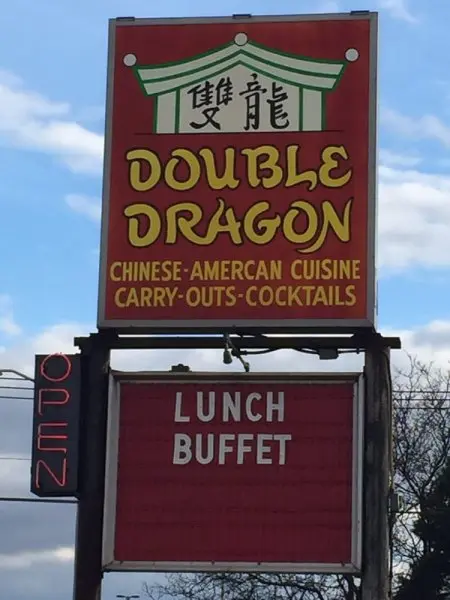 雙龍
DOUBLE
DRAGON
CHINESE-AMERCAN CUISINE
CARRY-OUTS-COCKTAILS
OPEN
LUNCH
BUFFET